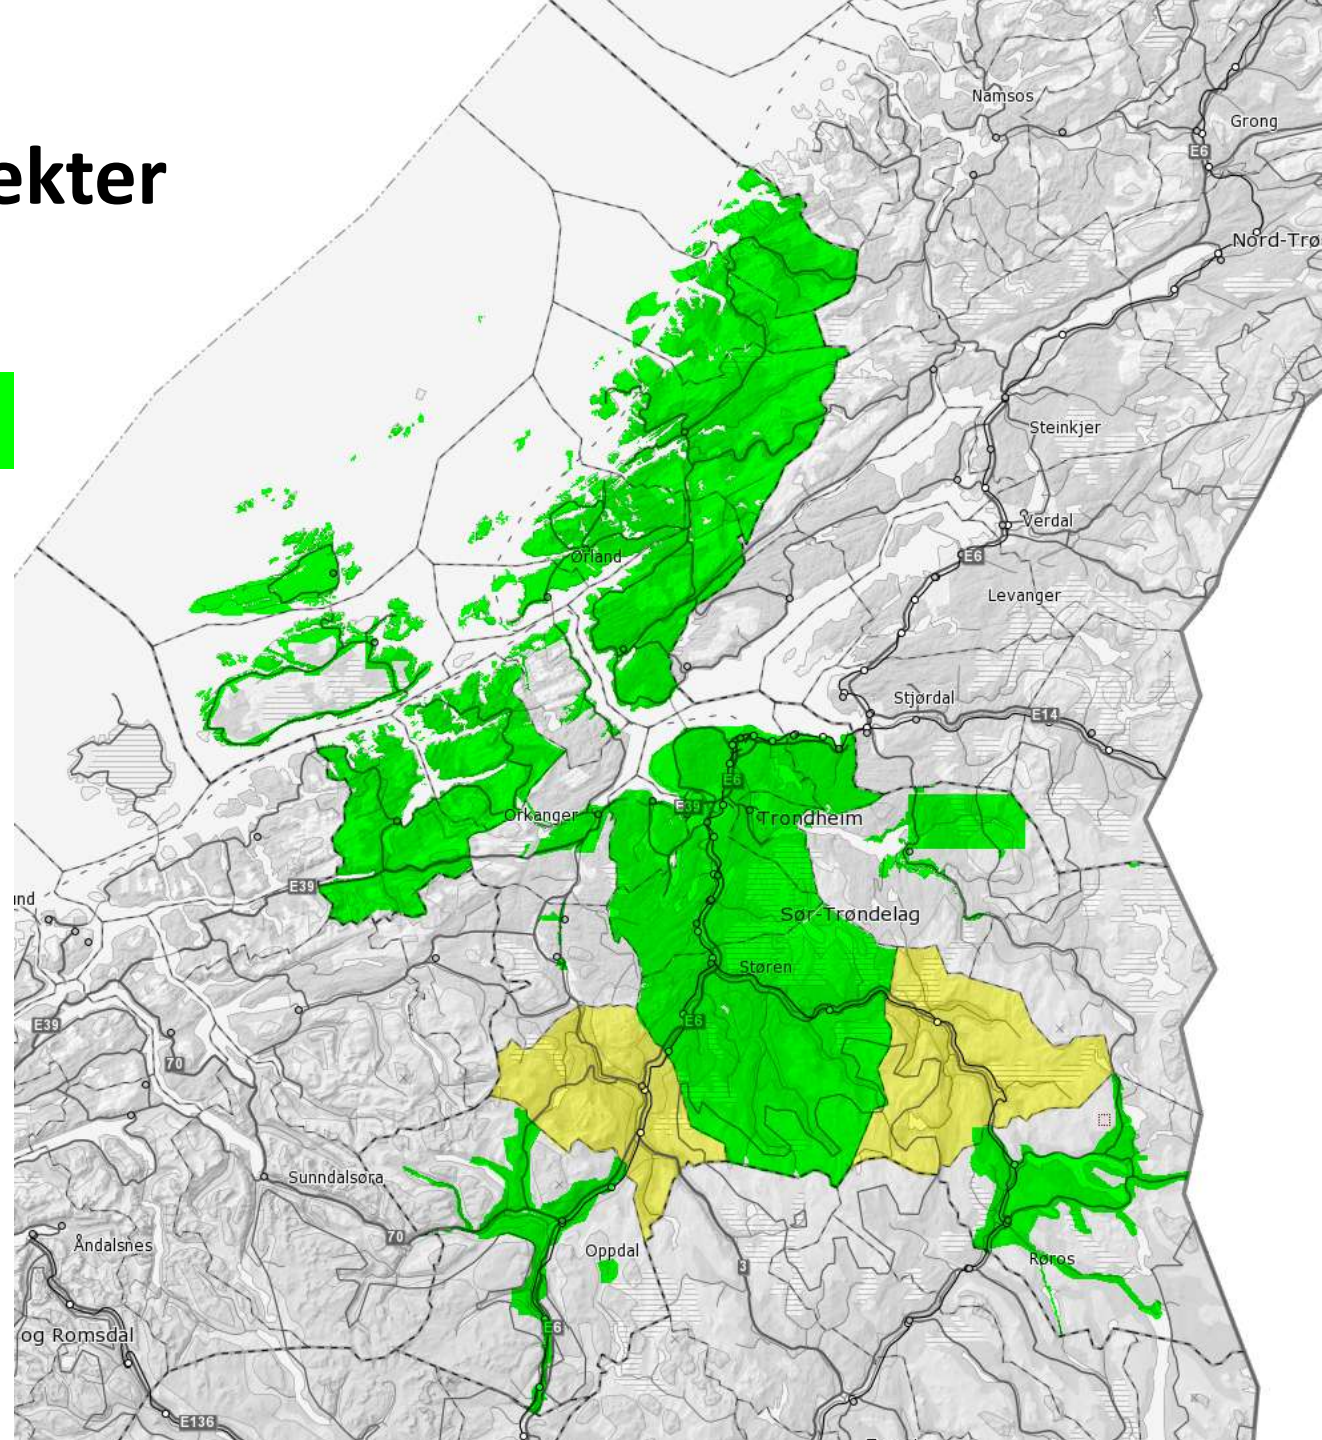 ekter
Namsos
Grong
E6
Nord-Trø
Steinkjer
Verdal
E6
Ørland
Levanger
Stjørdal
E14
E6
E39
Orkanger
Trondheim
E39
und
Sør-Trøndelag
Støren
E39
E6
70
Sunndalsøra
70
Åndalsnes
Oppdal
3
Røros
og Romsdal
E6
E136